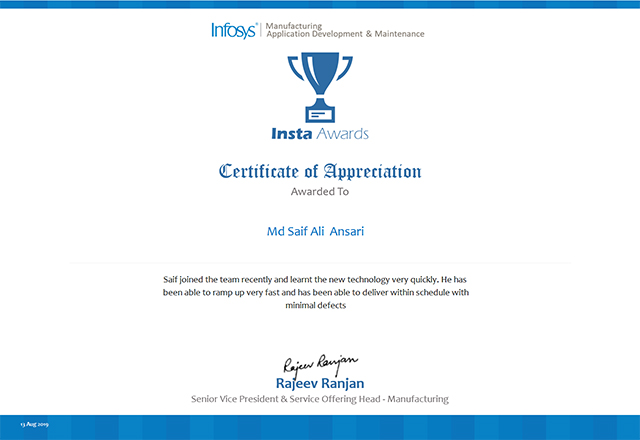 Infosys® | Manufacturing
Application Development & Maintenance
Insta Awards
Certificate of Appreciation
Awarded To
Md Saif Ali Ansari
Saif joined the team recently and learnt the new technology very quickly. He has
been able to ramp up very fast and has been able to deliver within schedule with
minimal defects
Rajeev Ranjan
Rajeev Ranjan
Senior Vice President & Service Offering Head - Manufacturing
13 Aug 2019